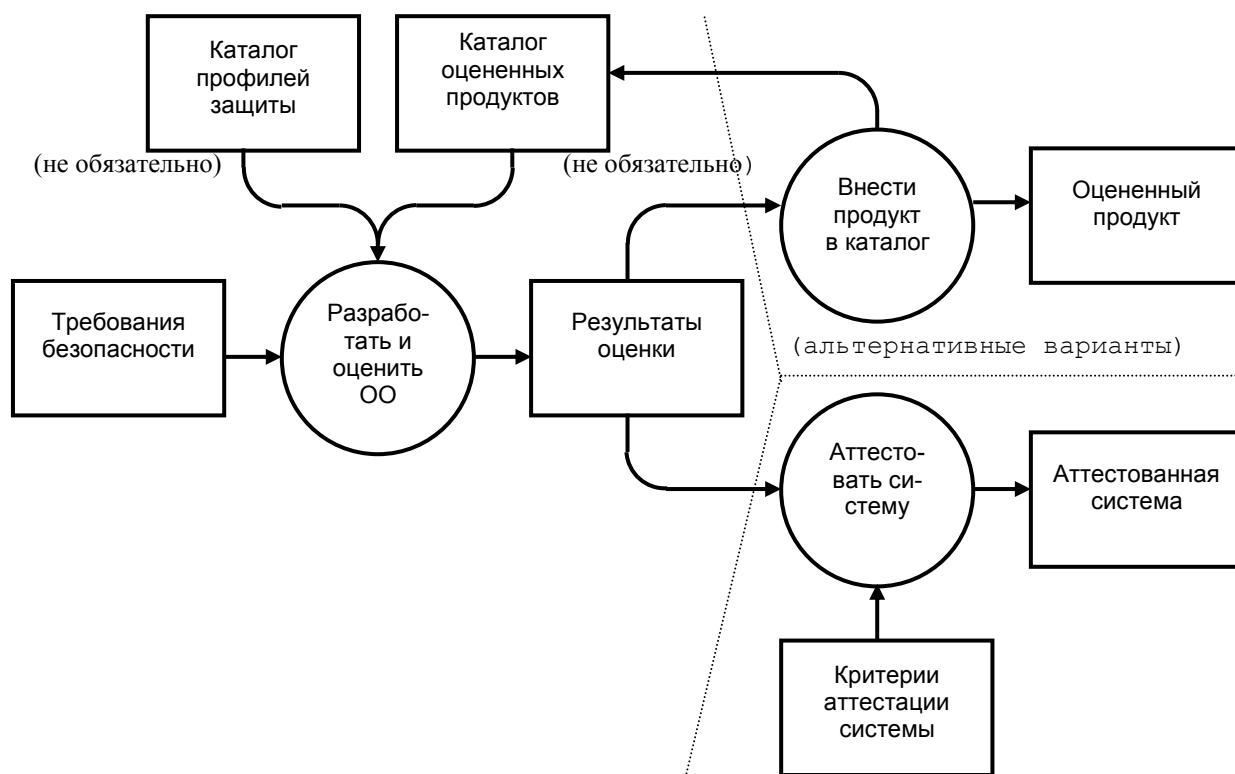 Каталог
профилей
защиты
Каталог
оцененных
продуктов
(не обязательно)
(не обязательно)
Внести
продукт
в каталог
Оцененный
продукт
Требования
безопасности
Разрабо-
тать и
оценить
ОО
Результаты
оценки
(альтернативные варианты)
Аттесто-
вать си-
стему
Аттестованная
система
Критерии
аттестации
системы